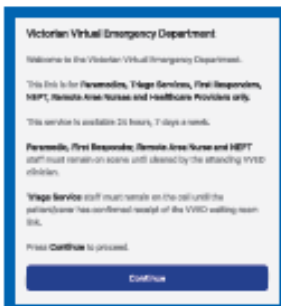 Victorian Virtual Emergency Department
Welcome to the Victorian Virtual Emergency Department.
This link is for Paramedics, Triage Services, First Responders,
NEPT, Remote Area Nurses and Healthcare Providers only.
This service is available 24 hours, 7 days a week.
Paramedic, First Responder, Remote Area Nurse and NEPT
staff must remain on scene until cleared by the attending VVED
clinician.
Triage Service staff must remain on the call until the
patient/carer has confirmed receipt of the VVED waiting room
link.
Press Continue to proceed.
Continue